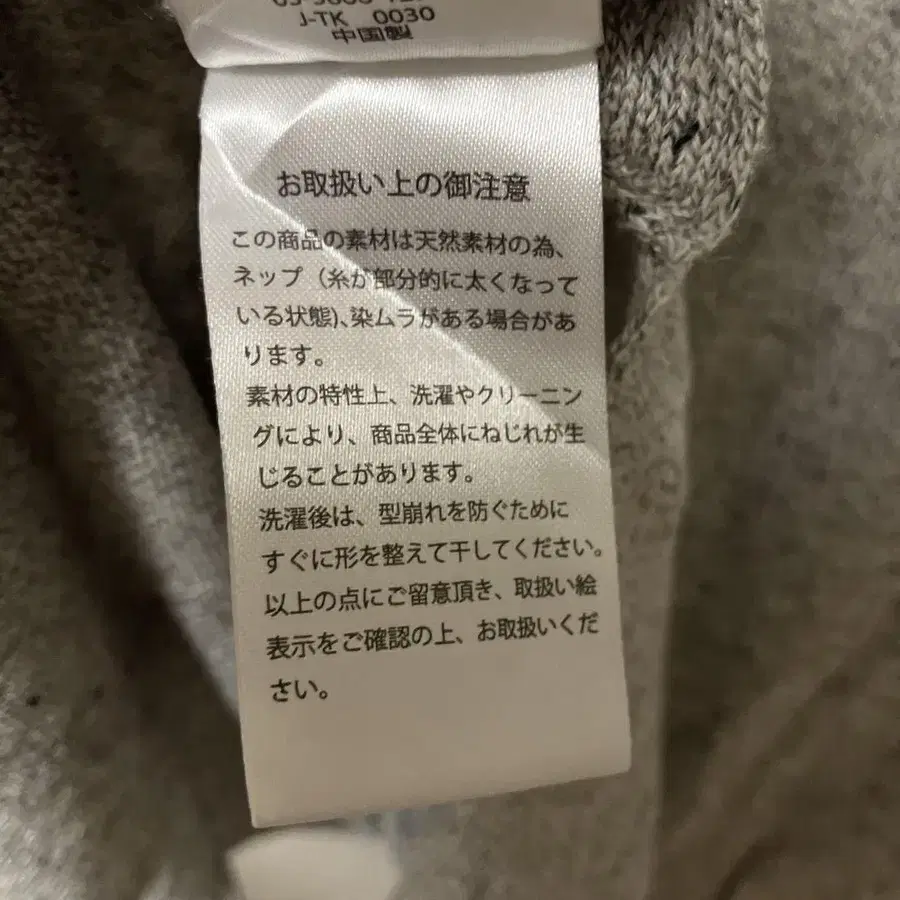 J-TK 0030
中国製
お取扱い上の御注意
この商品の素材は天然素材の為、
ネップ（糸が部分的に太くなって
いる状態)、染ムラがある場合があ
ります。
素材の特性上、洗濯やクリーニン
グにより、商品全体にねじれが生
じることがあります。
洗濯後は、型崩れを防ぐために
すぐに形を整えて干してください。
以上の点にご留意頂き、取扱い絵
表示をご確認の上、お取扱いくだ
さい。